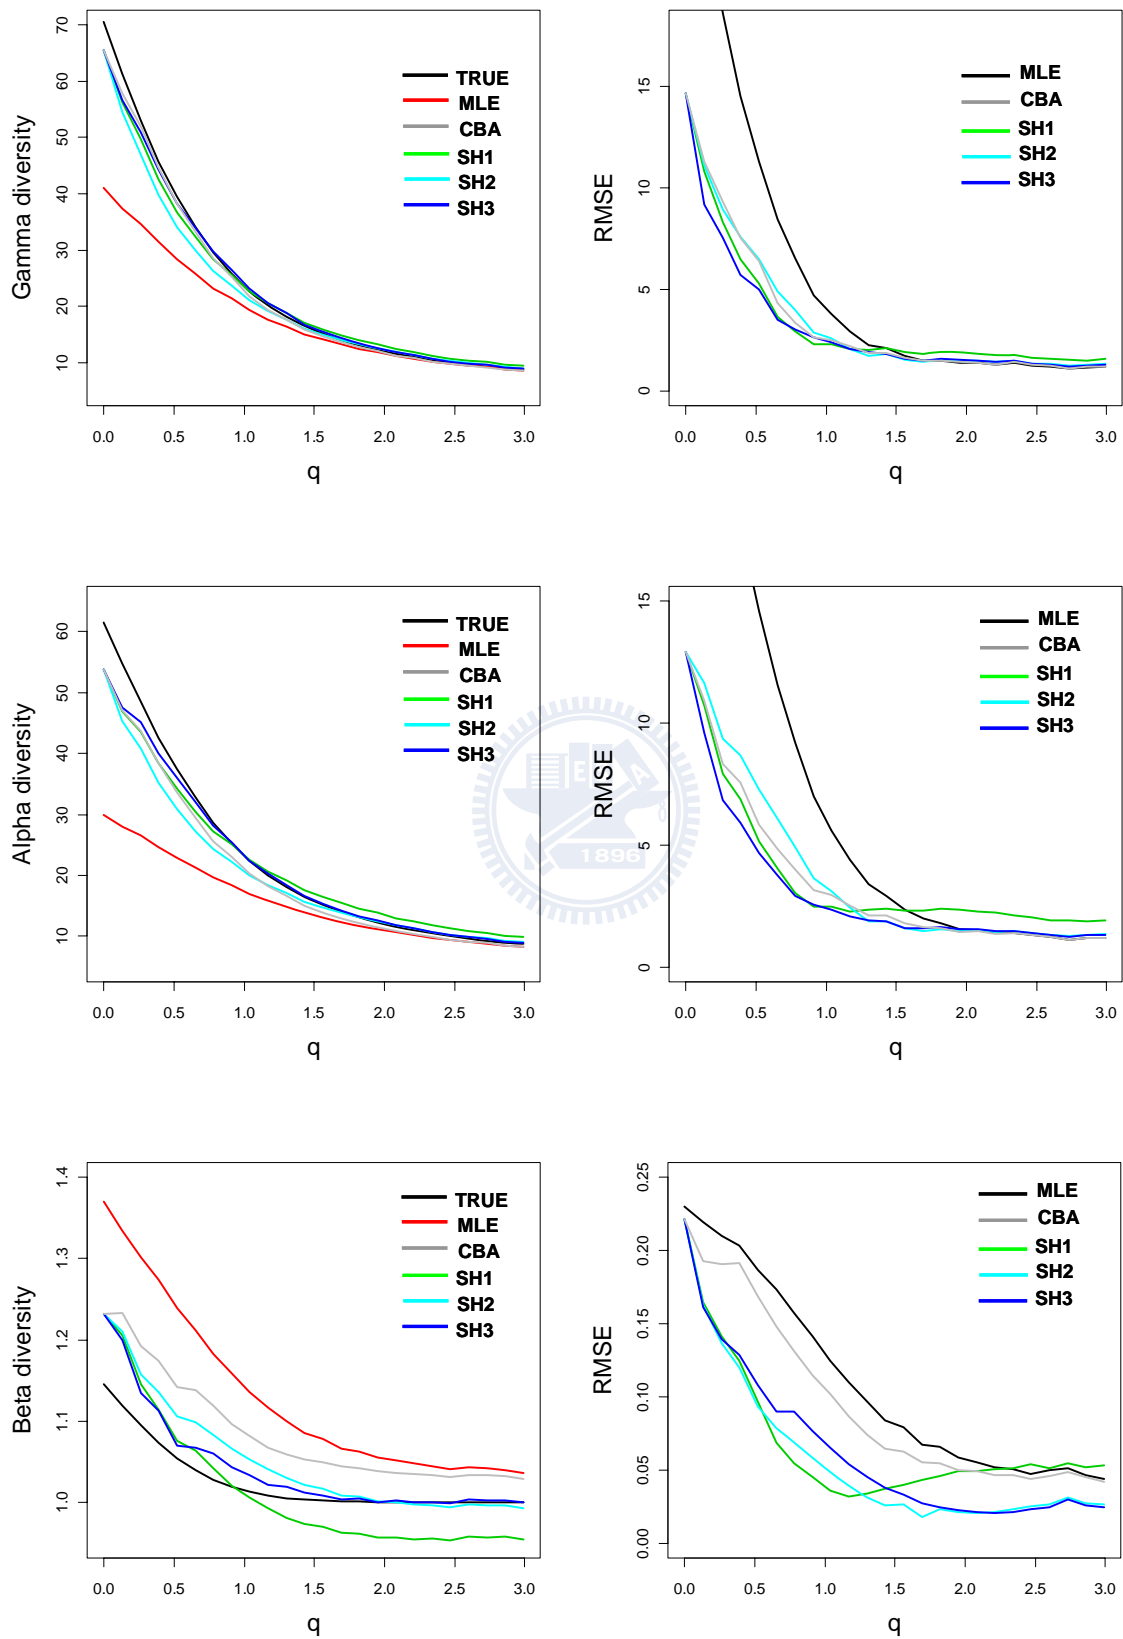 Gamma diversity
70
60
50
40
30
20
10
0.0 0.5 1.0 1.5 2.0 2.5 3.0
q
TRUE
MLE
CBA
SH1
SH2
SH3
RMSE
15
10
5
0
0.0 0.5 1.0 1.5 2.0 2.5 3.0
q
MLE
CBA
SH1
SH2
SH3
Alpha diversity
60
50
40
30
20
10
0.0 0.5 1.0 1.5 2.0 2.5 3.0
q
TRUE
MLE
CBA
SH1
SH2
SH3
E A
1896
RMSE
15
10
5
0
0.0 0.5 1.0 1.5 2.0 2.5 3.0
q
MLE
CBA
SH1
SH2
SH3
Beta diversity
1.4
1.3
1.2
1.1
1.0
0.0 0.5 1.0 1.5 2.0 2.5 3.0
q
TRUE
MLE
CBA
SH1
SH2
SH3
RMSE
0.25
0.20
0.15
0.10
0.05
0.00
0.0 0.5 1.0 1.5 2.0 2.5 3.0
q
MLE
CBA
SH1
SH2
SH3